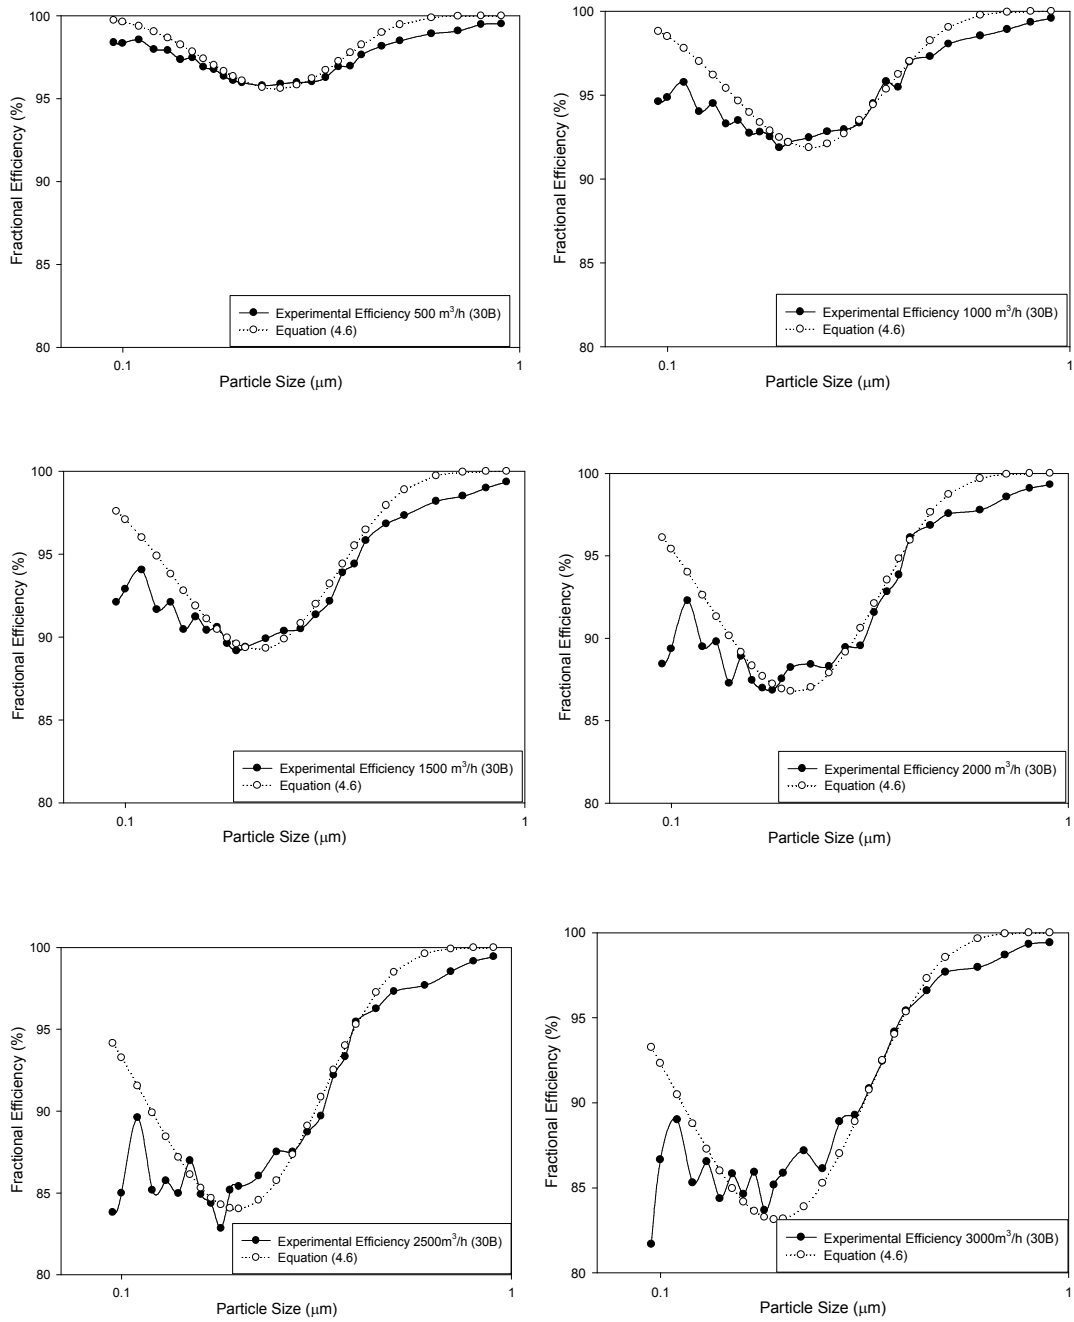 100
95
90
85
80
Fractional Efficiency (%)
Experimental Efficiency 500 m³/h (30B)
Equation (4.6)
0.1 1
Particle Size (μm)
100
95
90
85
80
Fractional Efficiency (%)
Experimental Efficiency 1000 m³/h (30B)
Equation (4.6)
0.1 1
Particle Size (μm)
100
95
90
85
80
Fractional Efficiency (%)
Experimental Efficiency 1500 m³/h (30B)
Equation (4.6)
0.1 1
Particle Size (μm)
100
95
90
85
80
Fractional Efficiency (%)
Experimental Efficiency 2000 m³/h (30B)
Equation (4.6)
0.1 1
Particle Size (μm)
100
95
90
85
80
Fractional Efficiency (%)
Experimental Efficiency 2500m³/h (30B)
Equation (4.6)
0.1 1
Particle Size (μm)
100
95
90
85
80
Fractional Efficiency (%)
Experimental Efficiency 3000m³/h (30B)
Equation (4.6)
0.1 1
Particle Size (μm)